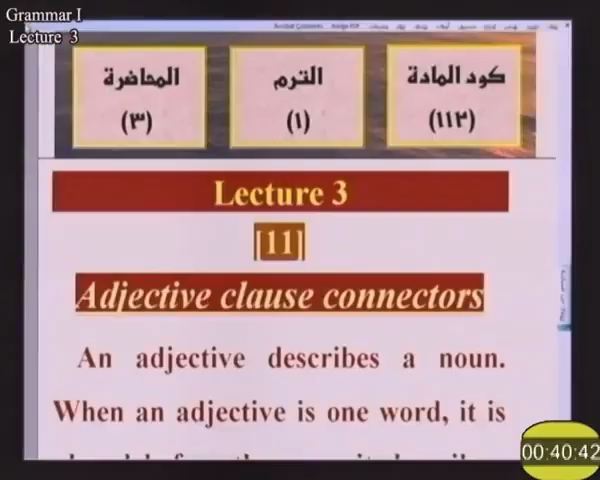 Grammar I
Lecture 3
كود المادة
(١١٢)
الترم
(١)
المحاضرة
(٣)
Lecture 3
[11]
Adjective clause connectors
An adjective describes a noun.
When an adjective is one word, it is
00:40:42